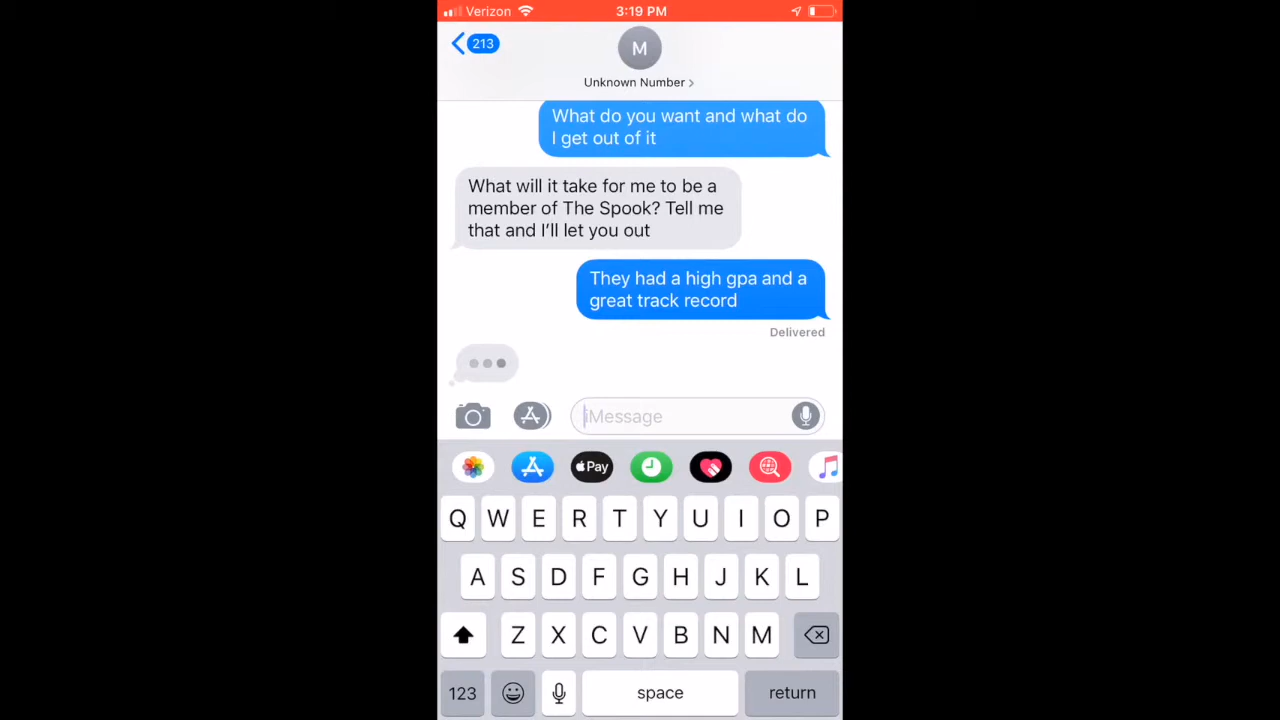 Verizon 3:19 PM
213
M
Unknown Number
What do you want and what do
I get out of it
What will it take for me to be a
member of The Spook? Tell me
that and I’ll let you out
They had a high gpa and a
great track record
Delivered
iMessage
Pay
Q W E R T Y U I O P
A S D F G H J K L
Z X C V B N M
123 space return